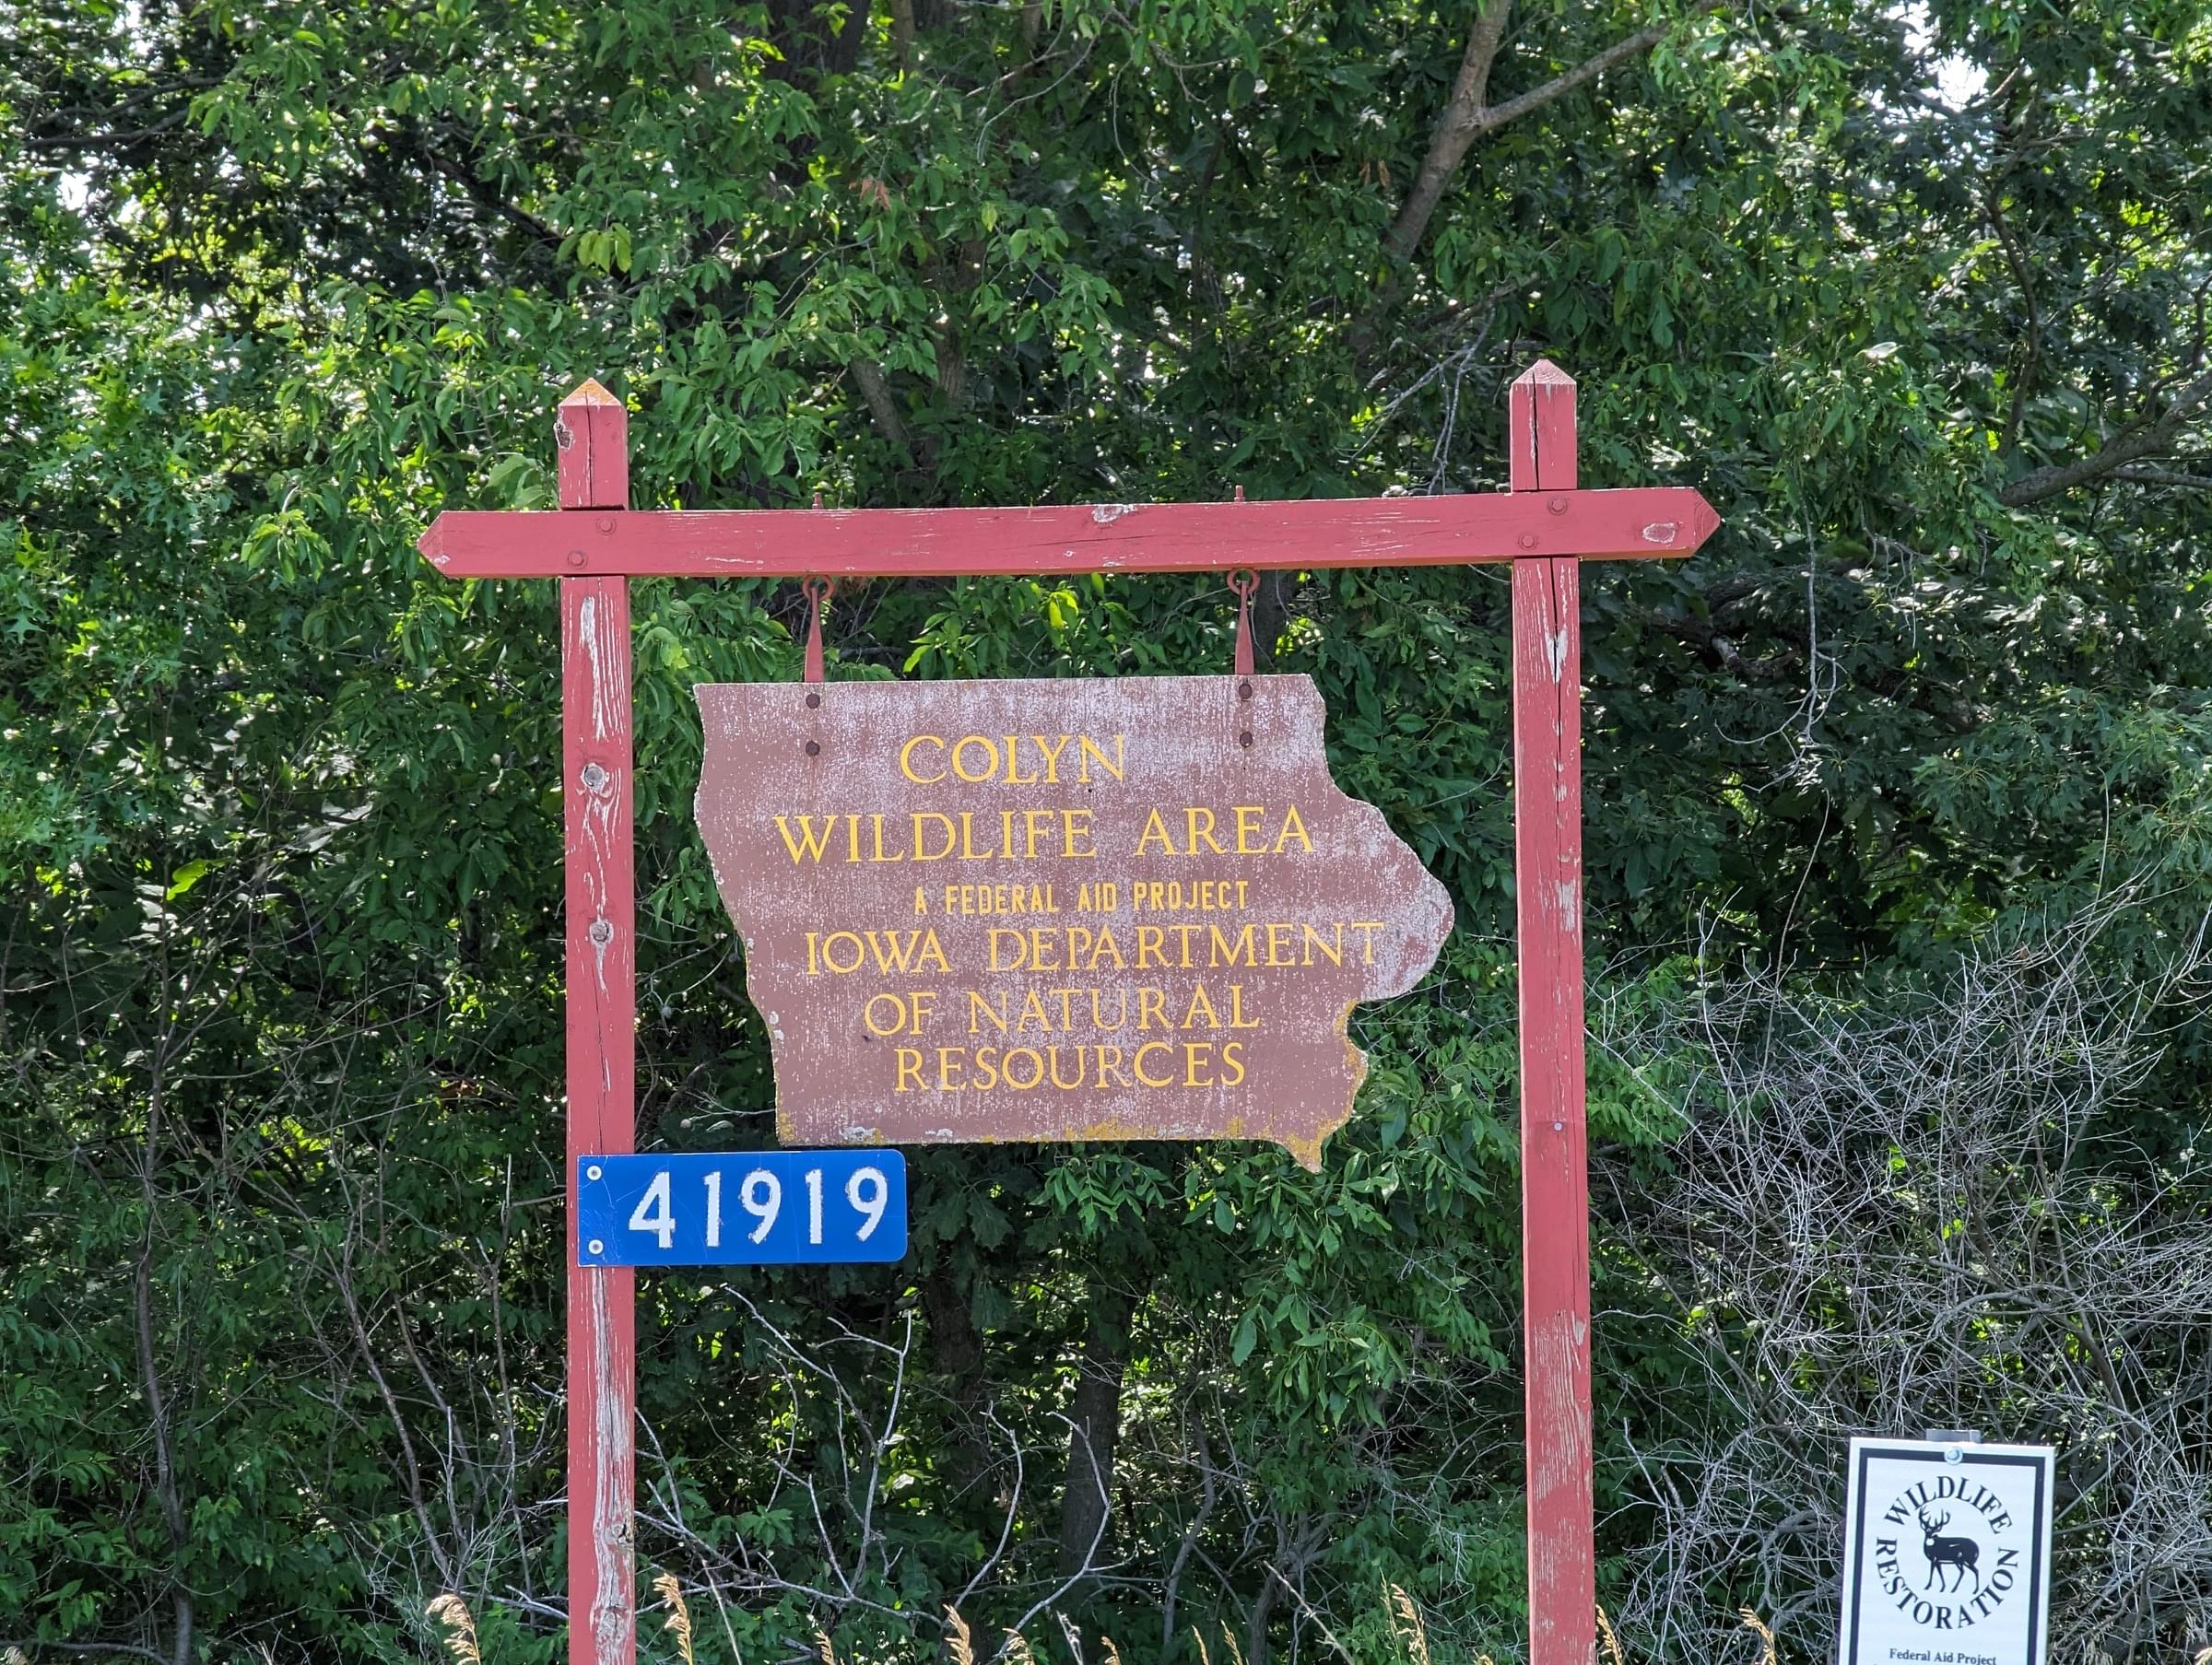 COLYN
WILDLIFE AREA
A FEDERAL AID PROJECT
IOWA DEPARTMENT
OF NATURAL
RESOURCES
41919
WILDLIFE
RESTORATION
Federal Aid Project